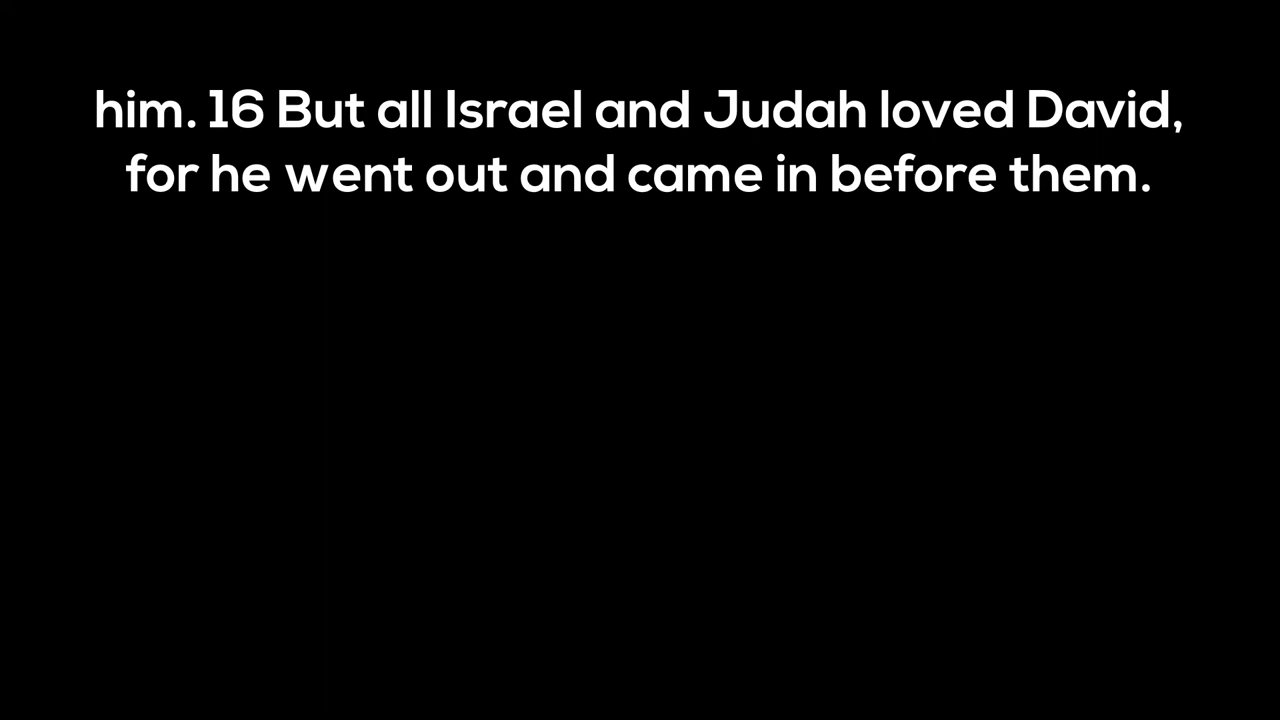 him. 16 But all Israel and Judah loved David,
for he went out and came in before them.